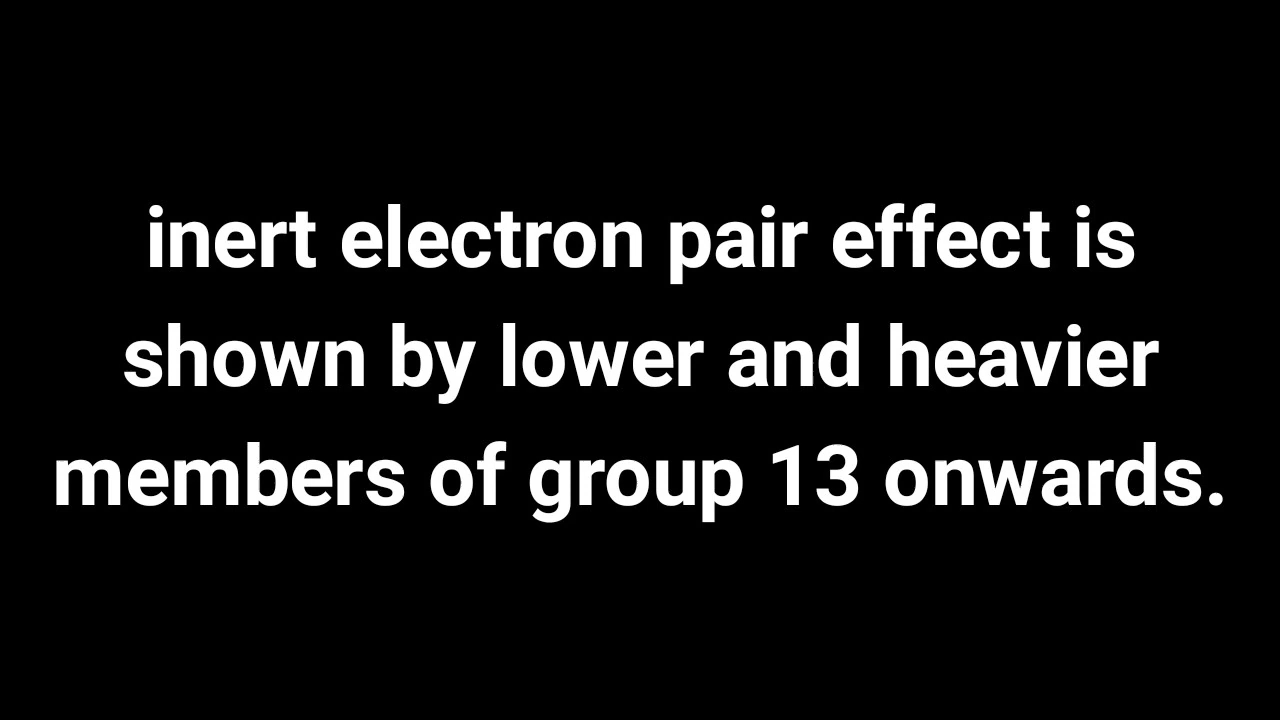 inert electron pair effect is
shown by lower and heavier
members of group 13 onwards.